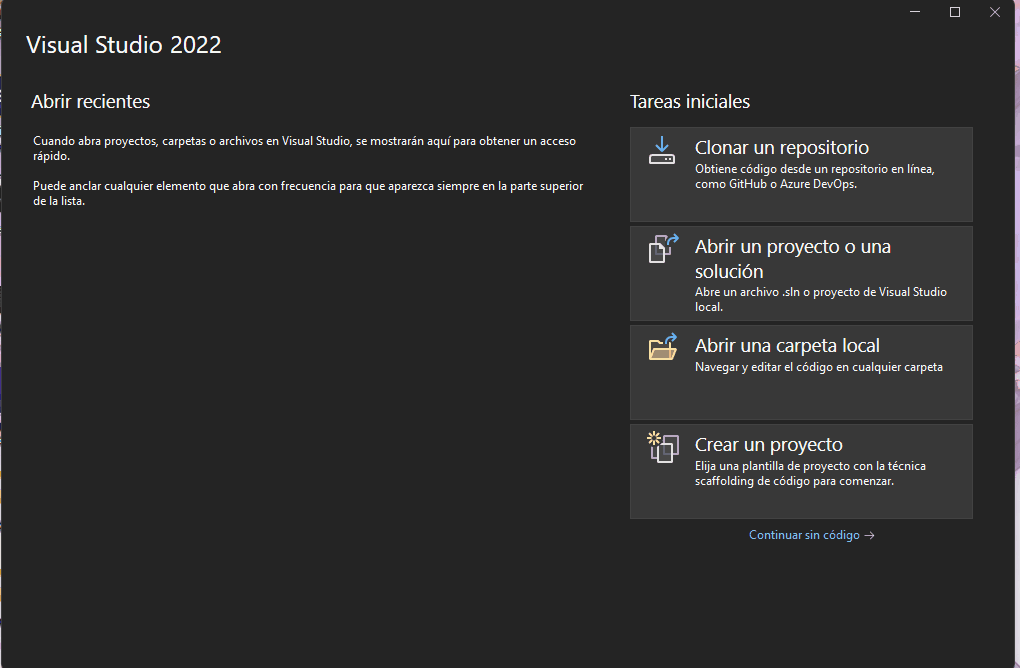 Visual Studio 2022
Abrir recientes
Cuando abra proyectos, carpetas o archivos en Visual Studio, se mostrarán aquí para obtener un acceso
rápido.
Puede anclar cualquier elemento que abra con frecuencia para que aparezca siempre en la parte superior
de la lista.
Tareas iniciales
Clonar un repositorio
Obtiene código desde un repositorio en línea,
como GitHub o Azure DevOps.
Abrir un proyecto o una
solución
Abre un archivo .sln o proyecto de Visual Studio
local.
Abrir una carpeta local
Navegar y editar el código en cualquier carpeta
Crear un proyecto
Elija una plantilla de proyecto con la técnica
scaffolding de código para comenzar.
Continuar sin código →